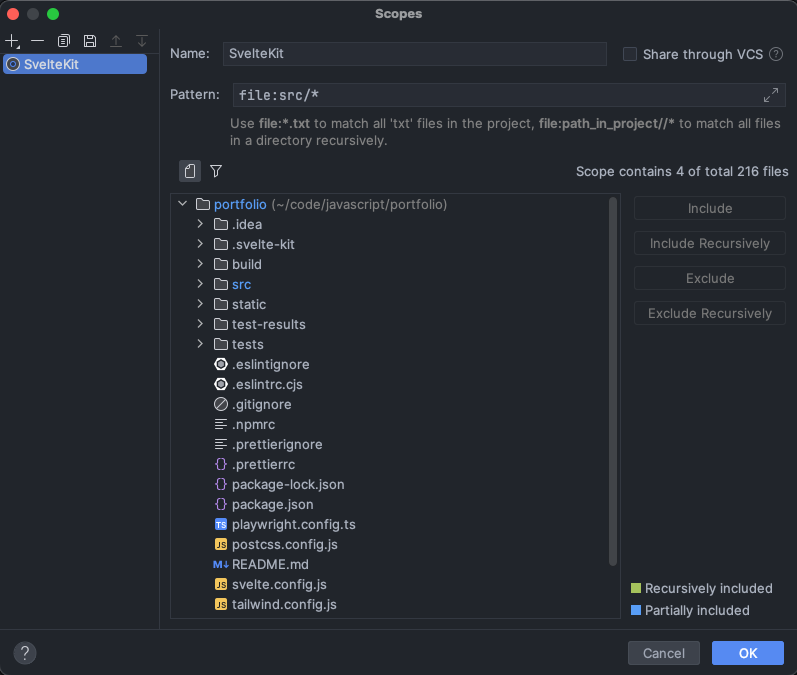 Scopes
SvelteKit
Name: SvelteKit Share through VCS ?
Pattern: file:src/*
Use file:*.txt to match all 'txt' files in the project, file:path_in_project//* to match all files
in a directory recursively.
Scope contains 4 of total 216 files
portfolio (~/code/javascript/portfolio)
.idea
.svelte-kit
build
src
static
test-results
tests
.eslintignore
.eslintrc.cjs
.gitignore
.npmrc
.prettierignore
.prettierrc
package-lock.json
package.json
TS playwright.config.ts
JS postcss.config.js
M↓ README.md
JS svelte.config.js
JS tailwind.config.js
Include
Include Recursively
Exclude
Exclude Recursively
Recursively included
Partially included
?
Cancel
OK